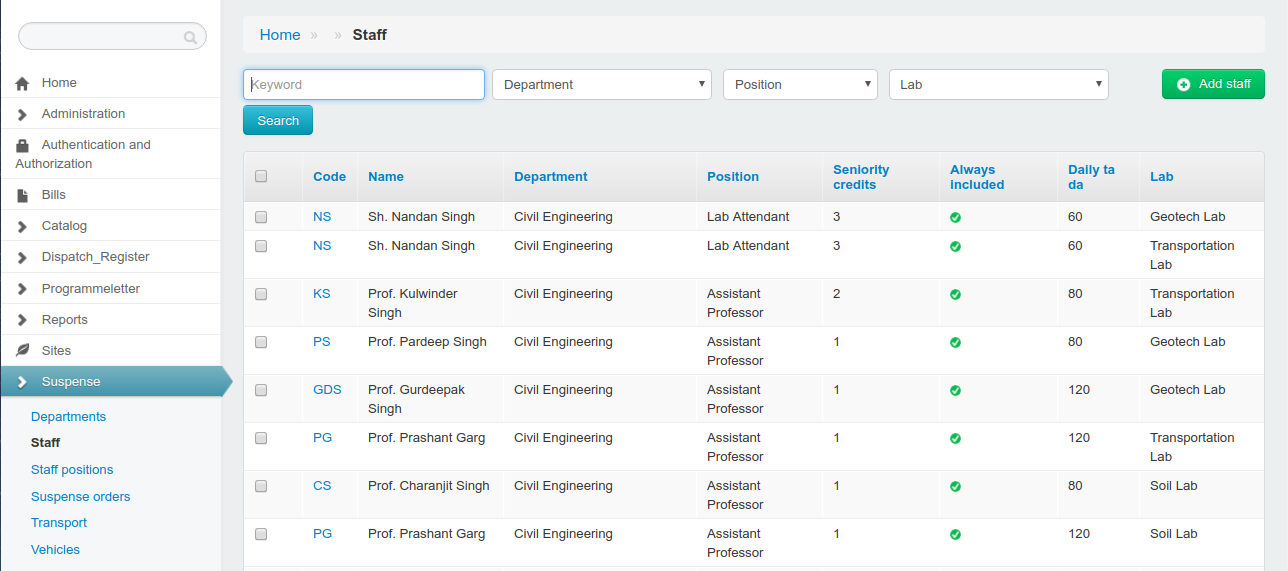 Home
Administration
Authentication and
Authorization
Bills
Catalog
Dispatch_Register
Programmeletter
Reports
Sites
Suspense
Departments
Staff
Staff positions
Suspense orders
Transport
Vehicles
Home » » Staff
Keyword Department Position Lab Add staff
Search
Code Name Department Position Seniority credits Always included Daily ta da Lab
NS Sh. Nandan Singh Civil Engineering Lab Attendant 3 60 Geotech Lab
NS Sh. Nandan Singh Civil Engineering Lab Attendant 3 60 Transportation Lab
KS Prof. Kulwinder Singh Civil Engineering Assistant Professor 2 80 Transportation Lab
PS Prof. Pardeep Singh Civil Engineering Assistant Professor 1 80 Geotech Lab
GDS Prof. Gurdeepak Singh Civil Engineering Assistant Professor 1 120 Geotech Lab
PG Prof. Prashant Garg Civil Engineering Assistant Professor 1 120 Transportation Lab
CS Prof. Charanjit Singh Civil Engineering Assistant Professor 1 80 Soil Lab
PG Prof. Prashant Garg Civil Engineering Assistant Professor 1 120 Soil Lab